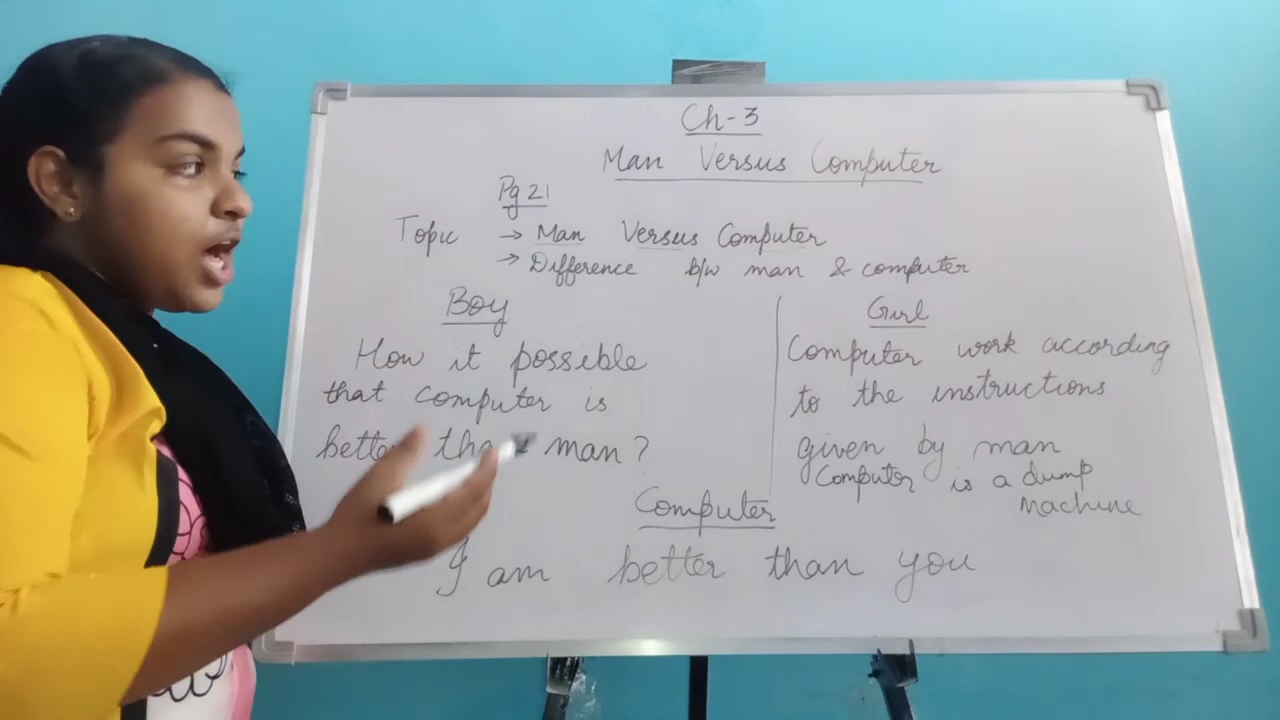 Ch-3
Man Versus Computer
Pg 21
Topic → Man Versus Computer
→ Difference b/w man & computer
Boy
How it possible
that computer is
better than man?
Girl
Computer work according
to the instructions
given by man
Computer is a dump
Machine
Computer
I am better than you